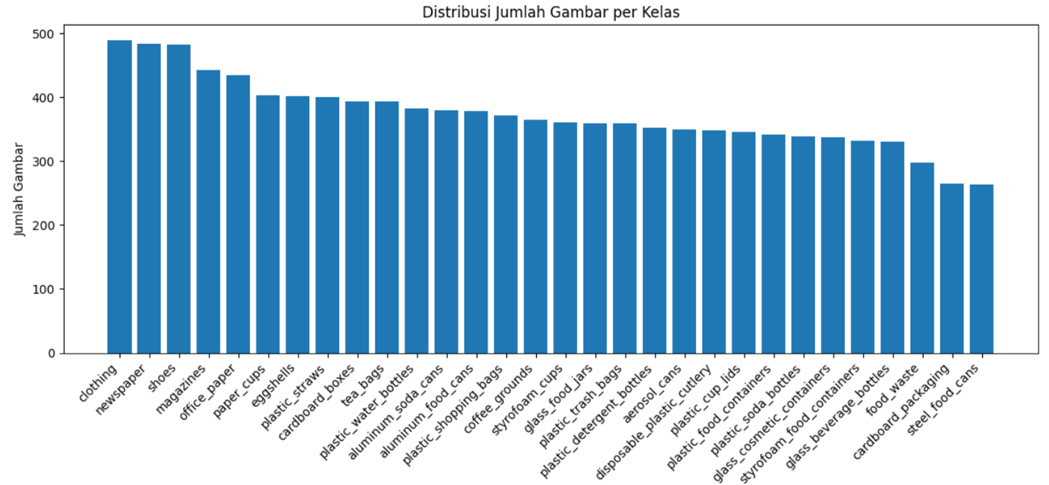 Distribusi Jumlah Gambar per Kelas
Jumlah Gambar
500
400
300
200
100
0
clothing
newspaper
shoes
magazines
office_paper
paper_cups
eggshells
plastic_straws
cardboard_boxes
tea_bags
plastic_water_bottles
aluminum_soda_cans
aluminum_food_cans
plastic_shopping_bags
coffee_grounds
styrofoam_cups
glass_food_jars
plastic_trash_bags
plastic_detergent_bottles
aerosol_cans
disposable_plastic_cutlery
plastic_cup_lids
plastic_food_containers
plastic_soda_bottles
glass_cosmetic_containers
styrofoam_food_containers
glass_beverage_bottles
food_waste
cardboard_packaging
steel_food_cans